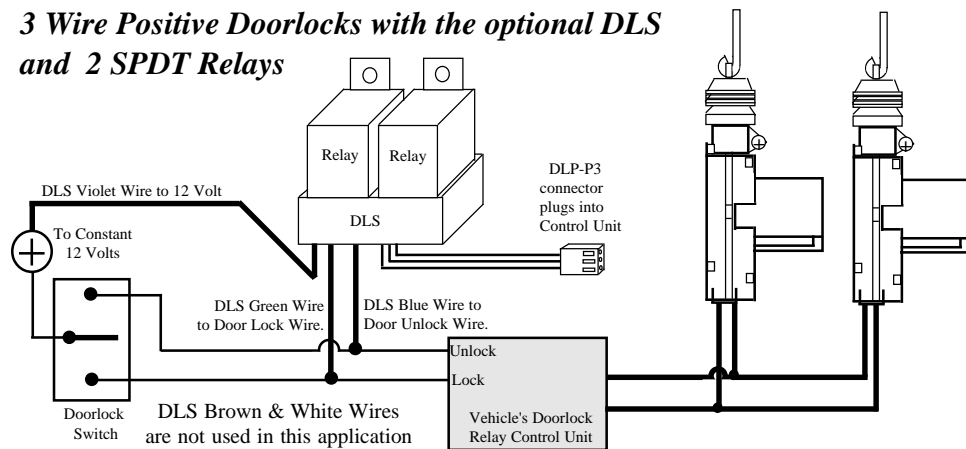 3 Wire Positive Doorlocks with the optional DLS
and 2 SPDT Relays
Relay
Relay
DLS
DLP-P3
connector
plugs into
Control Unit
DLS Violet Wire to 12 Volt
To Constant
12 Volts
DLS Green Wire
to Door Lock Wire.
DLS Blue Wire to
Door Unlock Wire.
Unlock
Lock
Vehicle's Doorlock
Relay Control Unit
Doorlock
Switch
DLS Brown & White Wires
are not used in this application